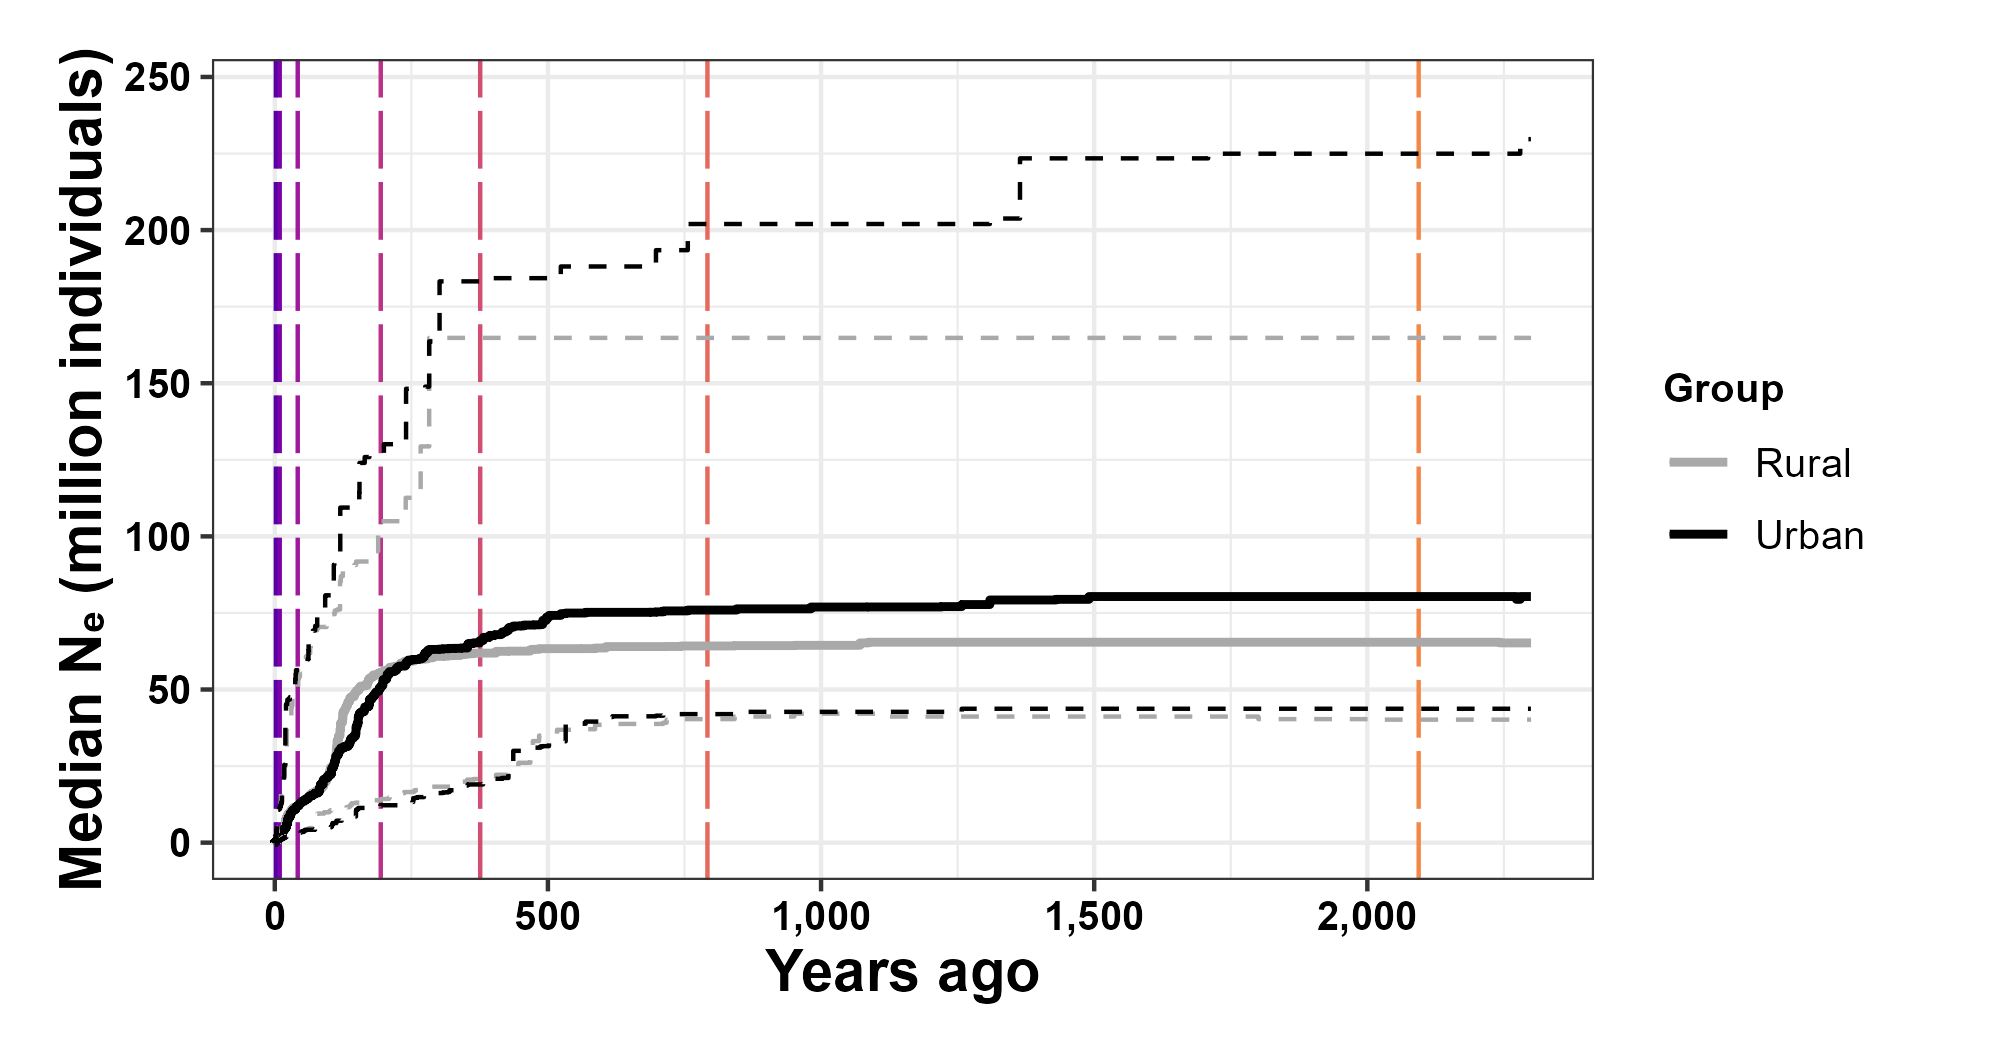 Median Ne (million individuals)
250
200
150
100
50
0
0 500 1,000 1,500 2,000
Years ago
Group
Rural
Urban